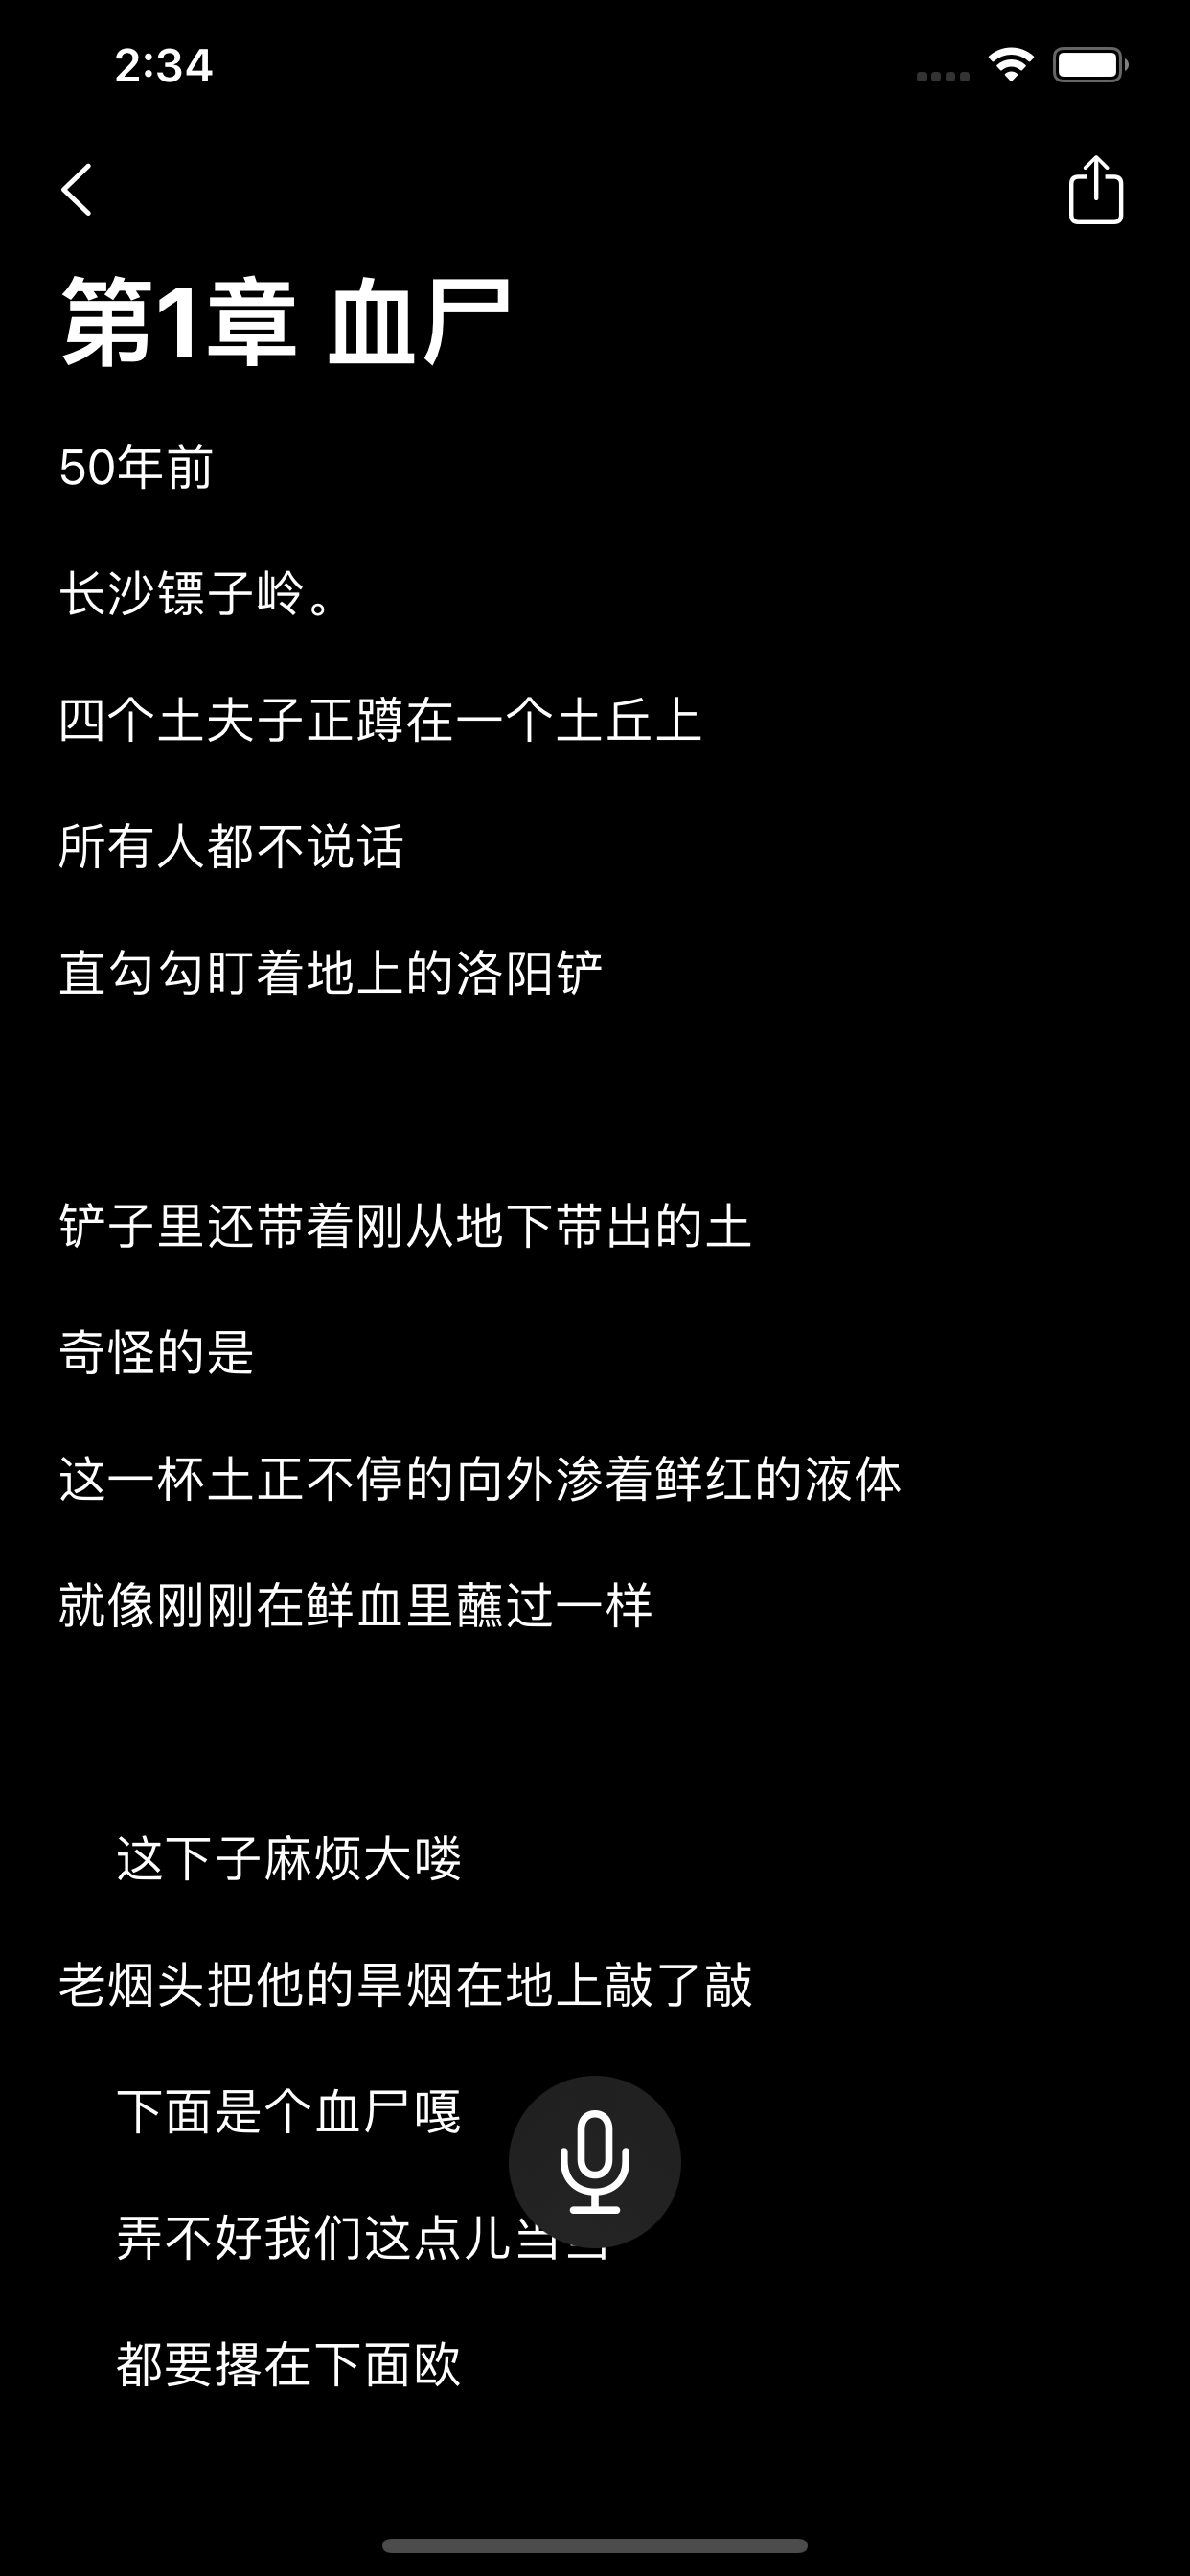 2:34
第1章 血尸
50年前
长沙镖子岭。
四个土夫子正蹲在一个土丘上
所有人都不说话
直勾勾盯着地上的洛阳铲
铲子里还带着刚从地下带出的土
奇怪的是
这一杯土正不停的向外渗着鲜红的液体
就像刚刚在鲜血里蘸过一样
这下子麻烦大喽
老烟头把他的旱烟在地上敲了敲
下面是个血尸嘎
弄不好我们这点儿当当
都要撂在下面欧